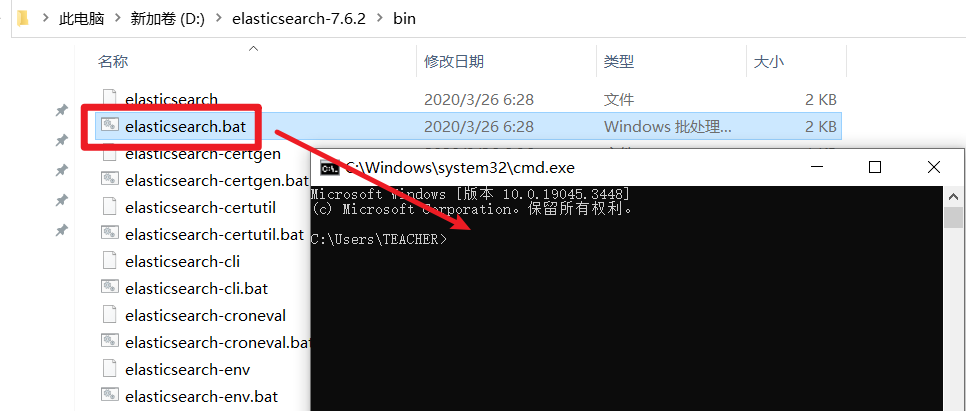 此电脑 > 新加卷 (D:) > elasticsearch-7.6.2 > bin
名称 修改日期 类型 大小
elasticsearch 2020/3/26 6:28 文件 2 KB
elasticsearch.bat 2020/3/26 6:28 Windows 批处理... 2 KB
elasticsearch-certgen
elasticsearch-certgen.bat
elasticsearch-certutil
elasticsearch-certutil.bat
elasticsearch-cli
elasticsearch-cli.bat
elasticsearch-croneval
elasticsearch-croneval.bat
elasticsearch-env
elasticsearch-env.bat
C:\Windows\system32\cmd.exe
Microsoft Windows [版本 10.0.19045.3448]
(c) Microsoft Corporation。保留所有权利。
C:\Users\TEACHER>